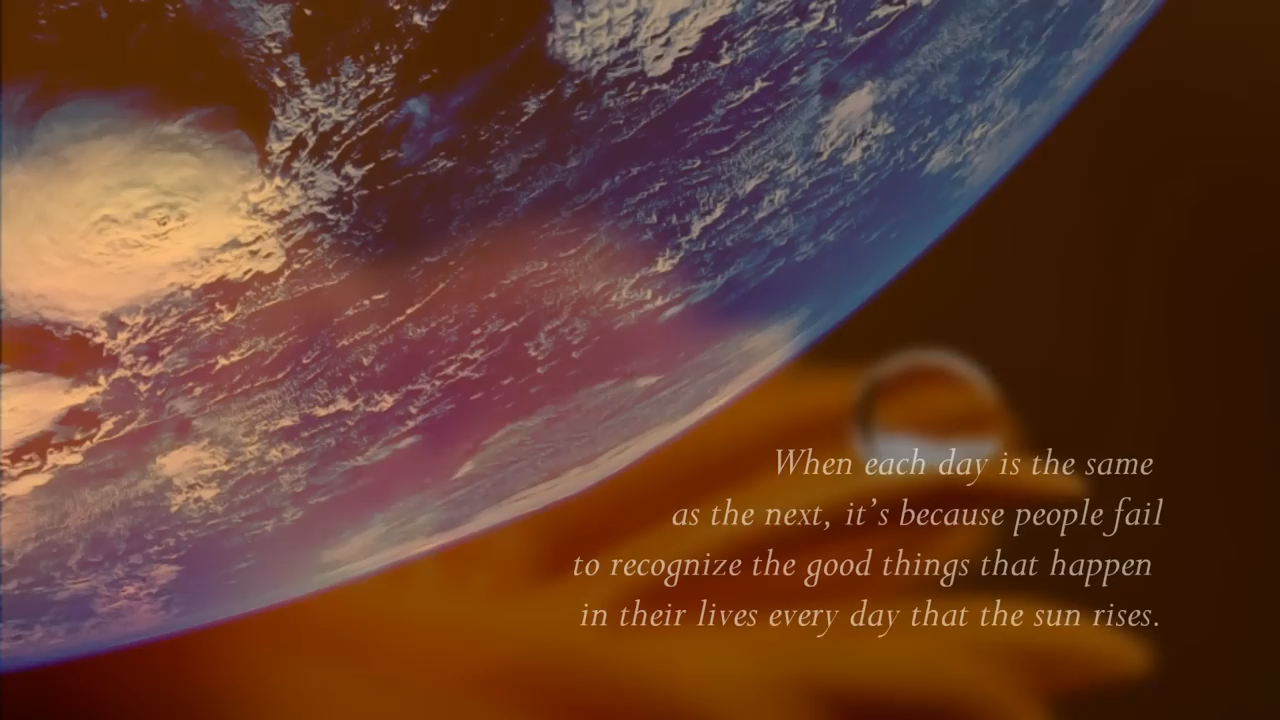 When each day is the same
as the next, it’s because people fail
to recognize the good things that happen
in their lives every day that the sun rises.